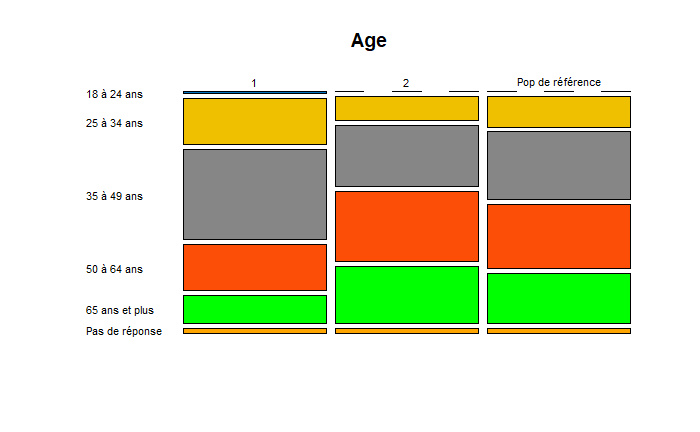 Age
1
2
Pop de référence
18 à 24 ans
25 à 34 ans
35 à 49 ans
50 à 64 ans
65 ans et plus
Pas de réponse